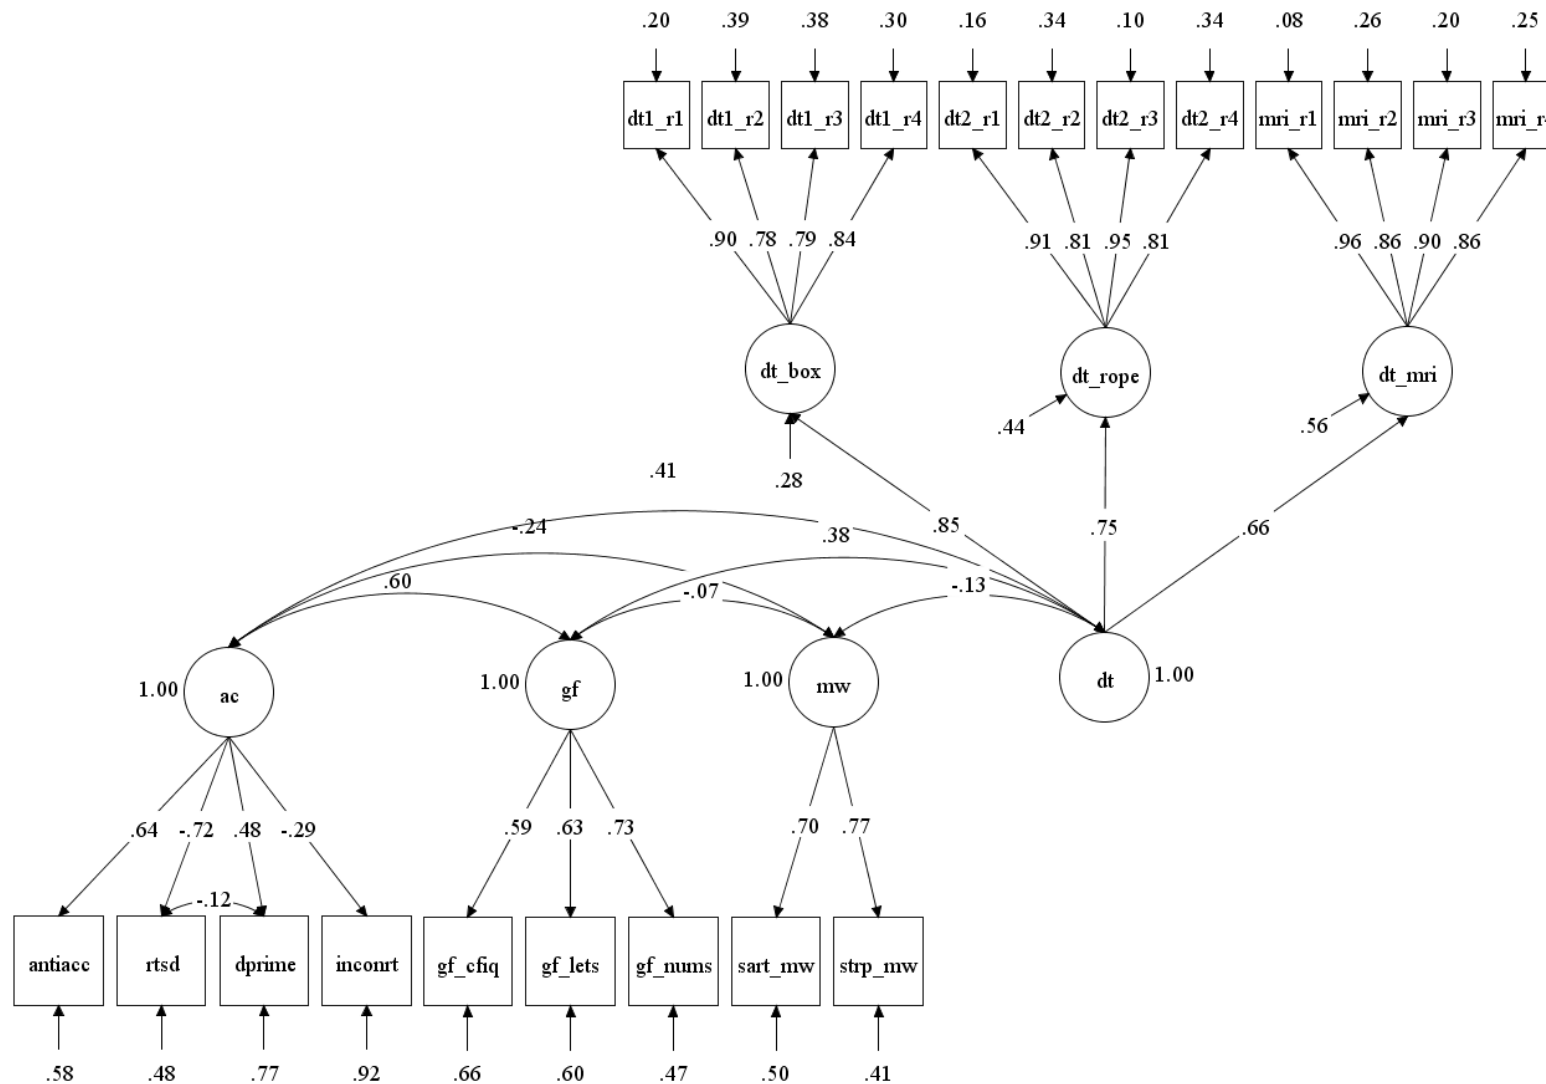 .20 .39 .38 .30 .16 .34 .10 .34 .08 .26 .20 .25
dt1_r1 dt1_r2 dt1_r3 dt1_r4 dt2_r1 dt2_r2 dt2_r3 dt2_r4 mri_r1 mri_r2 mri_r3
.90 .78 .79 .84 .91 .81 .95 .81 .96 .86 .90 .86
dt_box dt_rope dt_mri
.44 .56
.41 .28
-.24 .38 .85 .75 .66
.60 -.07 -.13
1.00 ac 1.00 gf 1.00 mw dt 1.00
.64 -.72 .48 -.29 .59 .63 .73 .70 .77
-.12
antiacc rtsd dprime inconrt gf_cfiq gf_lets gf_nums sart_mw strp_mw
.58 .48 .77 .92 .66 .60 .47 .50 .41